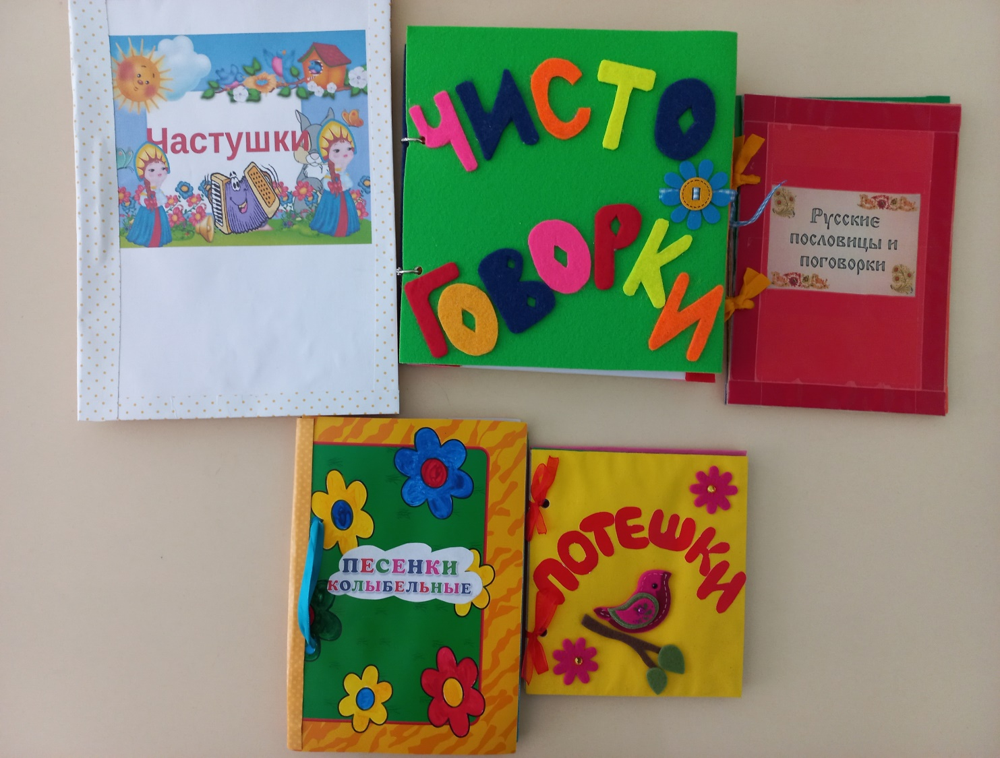 Частушки
ЧИСТО
ГОВОРКИ
Русские
пословицы и
поговорки
ПЕСЕНКИ
КОЛЫБЕЛЬНЫЕ
ПОТЕШКИ